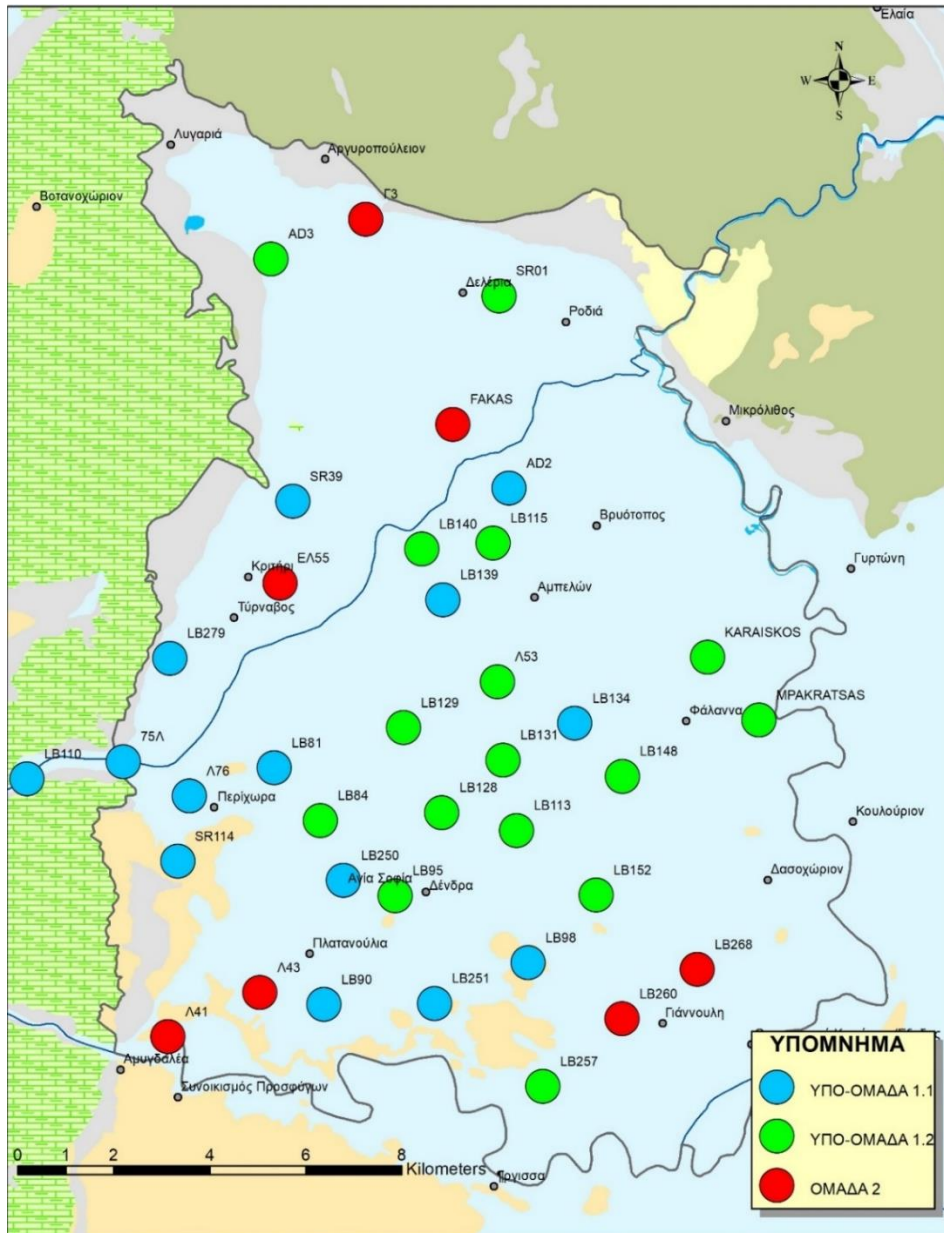 Ελαία
N
W E
S
Λυγαριά
Αργυροπούλειον
Βοτανοχώριον
Γ3
AD3
SR01
Δελέρια
Ροδιά
FAKAS
Μικρόλιθος
SR39
AD2
LB140
LB115
Βρυότοπος
Κριτήρι
ΕΛ55
LB139
Αμπελών
Γυρτώνη
Τύρναβος
LB279
KARAISKOS
Λ53
MPAKRATSAS
LB129
LB134
Φάλαννα
LB110
75Λ
LB81
LB131
LB148
Λ76
Περίχωρα
LB84
LB128
LB113
Κουλούριον
SR114
LB250
Αγία Σοφία
LB95
Δένδρα
LB152
Δασοχώριον
Πλατανούλια
LB98
LB268
Λ43
LB90
LB251
LB260
Γιάννουλη
Λ41
Αμυγδαλέα
Συνοικισμός Προσφύγων
LB257
ΥΠΟΜΝΗΜΑ
ΥΠΟ-ΟΜΑΔΑ 1.1
ΥΠΟ-ΟΜΑΔΑ 1.2
ΟΜΑΔΑ 2
0 1 2 4 6 8
Kilometers